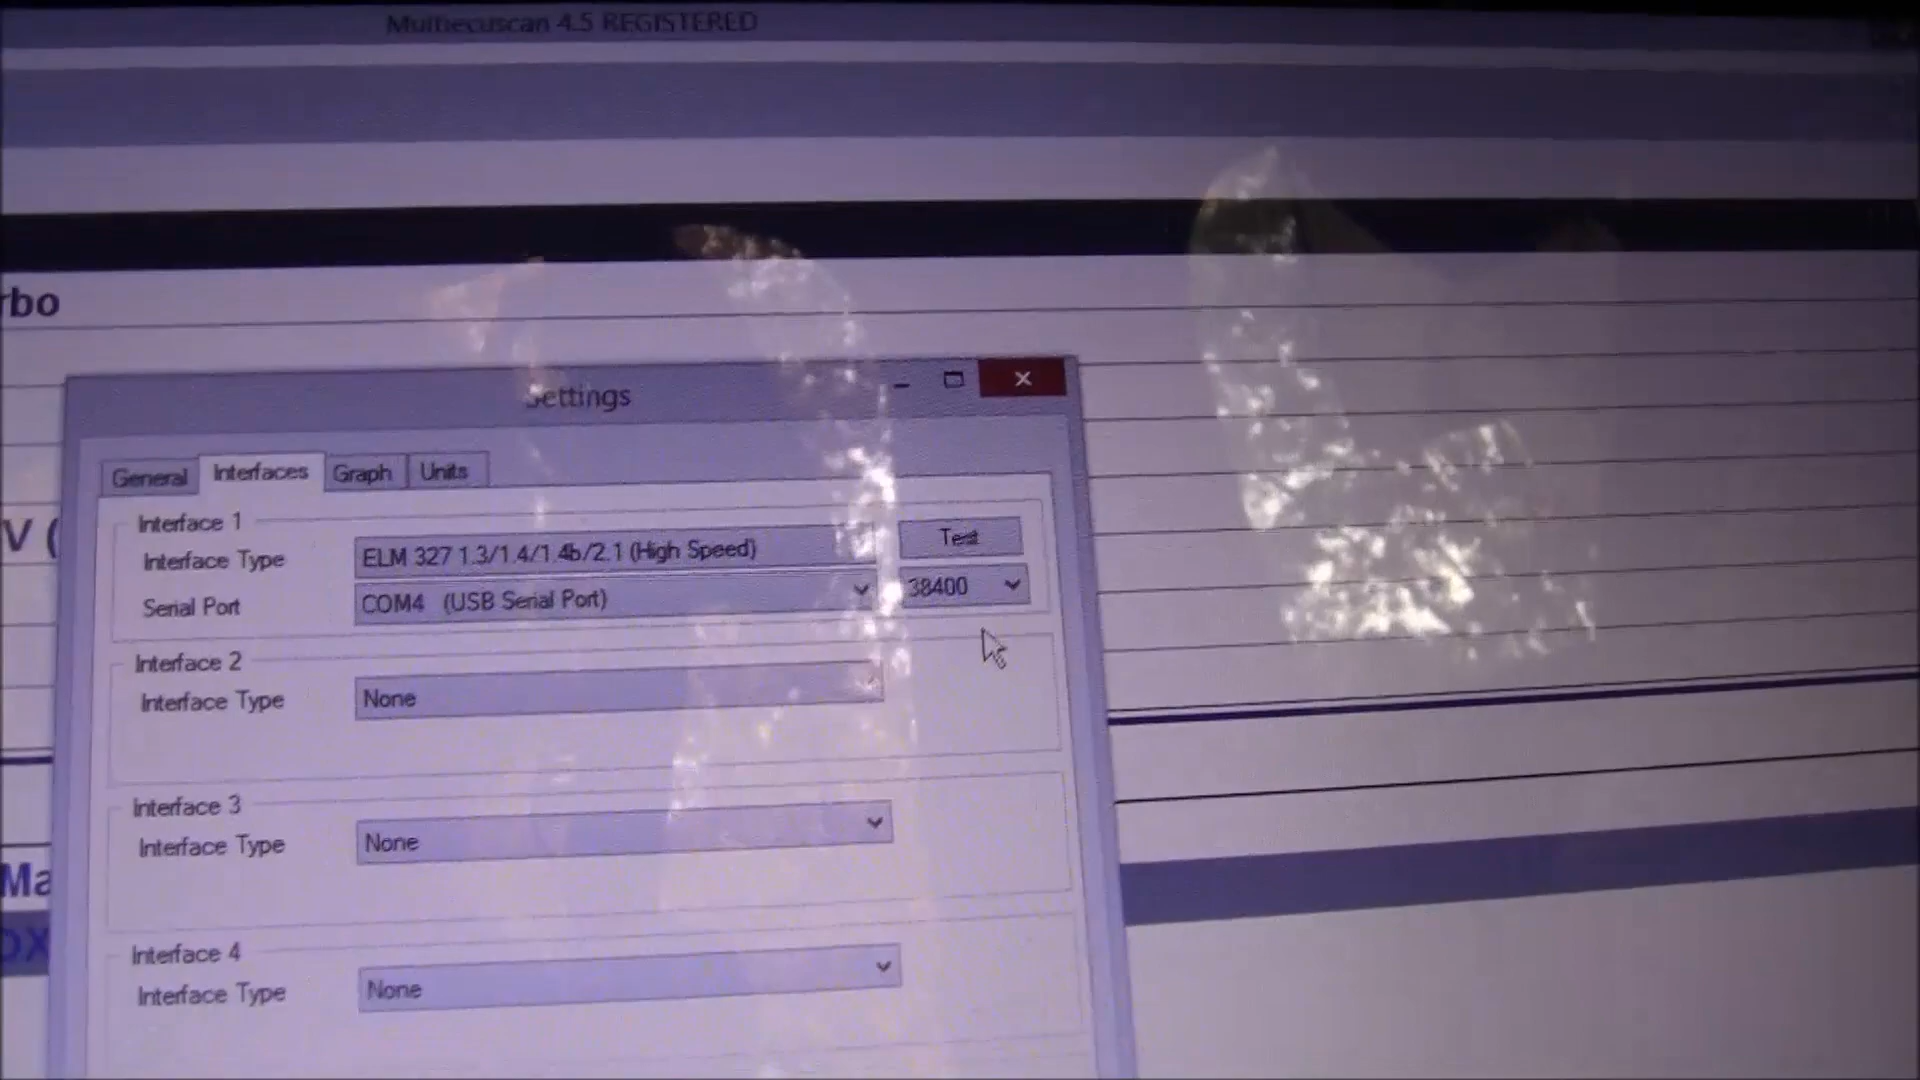 Multiecuscan 4.5 REGISTERED
rbo
Settings
General Interfaces Graph Units
V (
Interface 1
Interface Type ELM 327 1.3/1.4/1.4b/2.1 (High Speed) Test
Serial Port COM4 (USB Serial Port) 38400
Interface 2
Interface Type None
Interface 3
Interface Type None
Ma
OX
Interface 4
Interface Type None